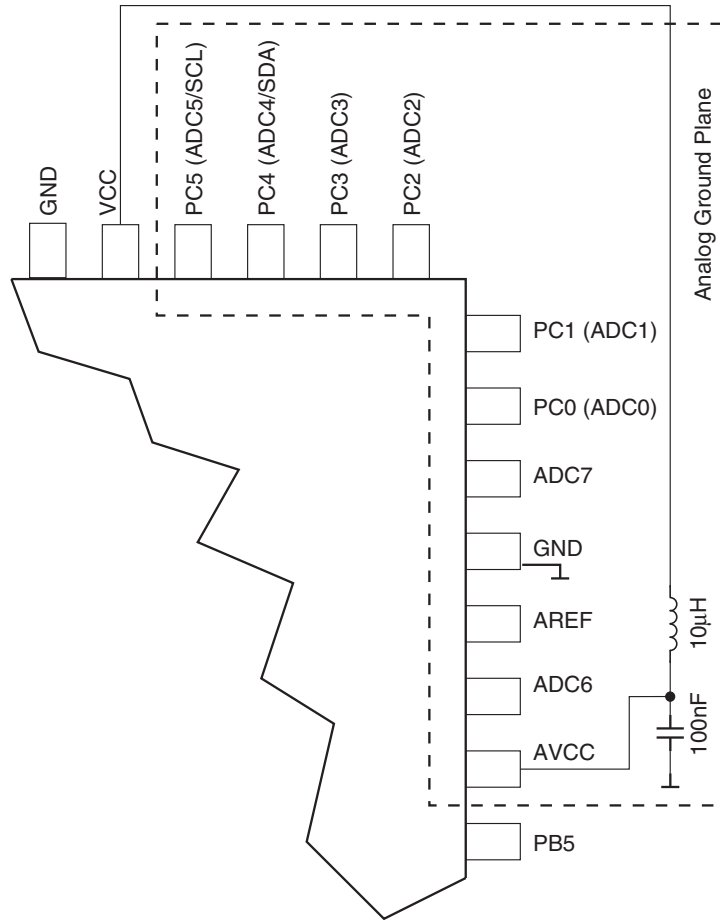 GND
VCC
PC5 (ADC5/SCL)
PC4 (ADC4/SDA)
PC3 (ADC3)
PC2 (ADC2)
Analog Ground Plane
PC1 (ADC1)
PC0 (ADC0)
ADC7
GND
AREF
ADC6
AVCC
PB5
10μH
100nF